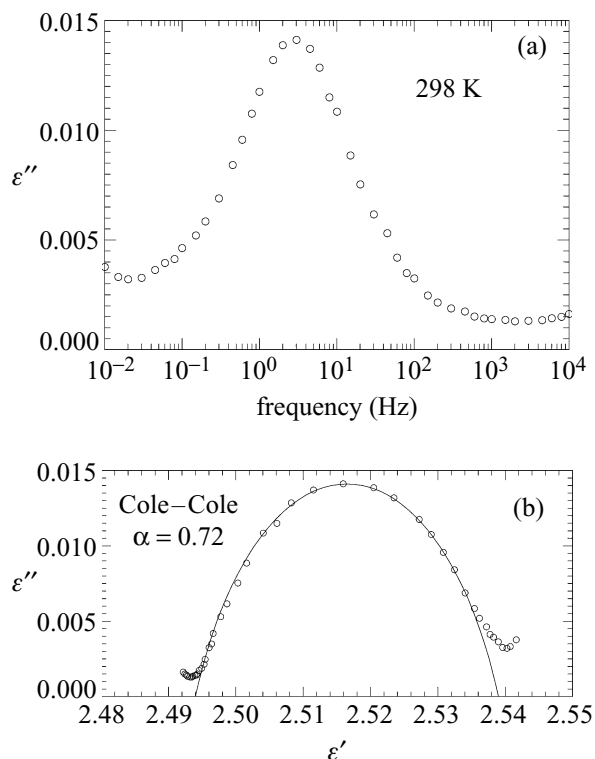 0.015
(a)
298 K
0.010
ε″
0.005
0.000
10⁻² 10⁻¹ 10⁰ 10¹ 10² 10³ 10⁴
frequency (Hz)
0.015
Cole–Cole
(b)
α = 0.72
0.010
ε″
0.005
0.000
2.48 2.49 2.50 2.51 2.52 2.53 2.54 2.55
ε′